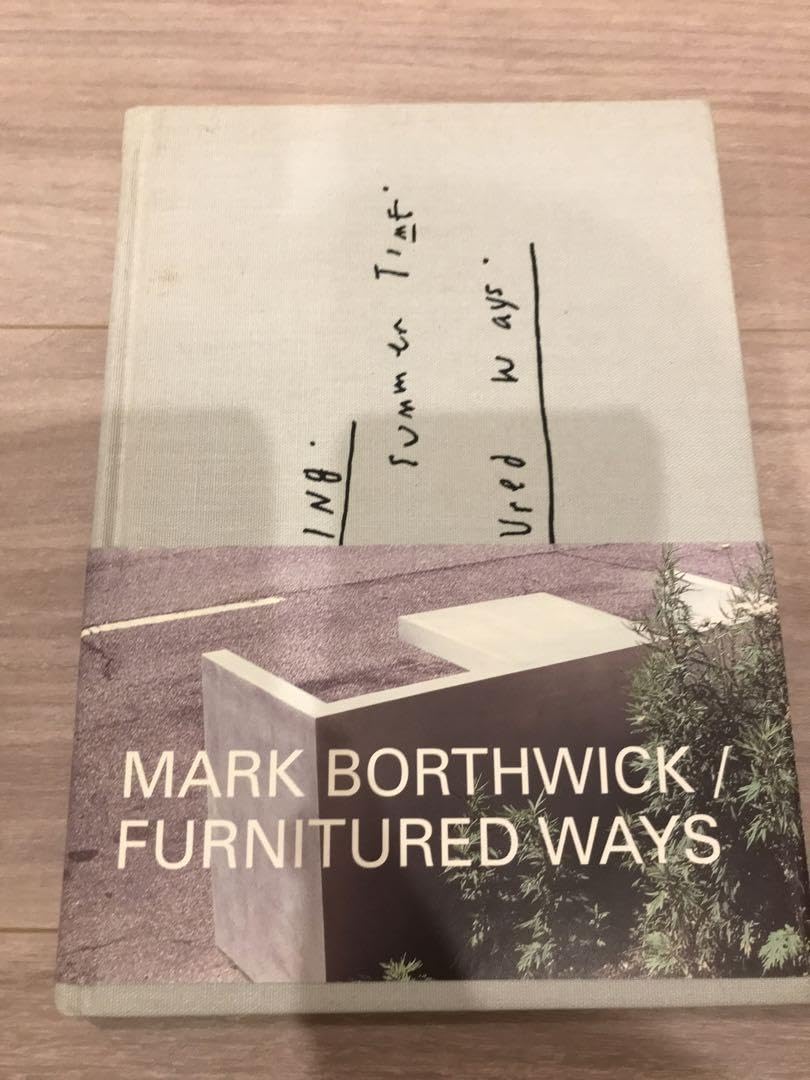 ING.
summer TIME.
ured ways.
MARK BORTHWICK /
FURNITURED WAYS